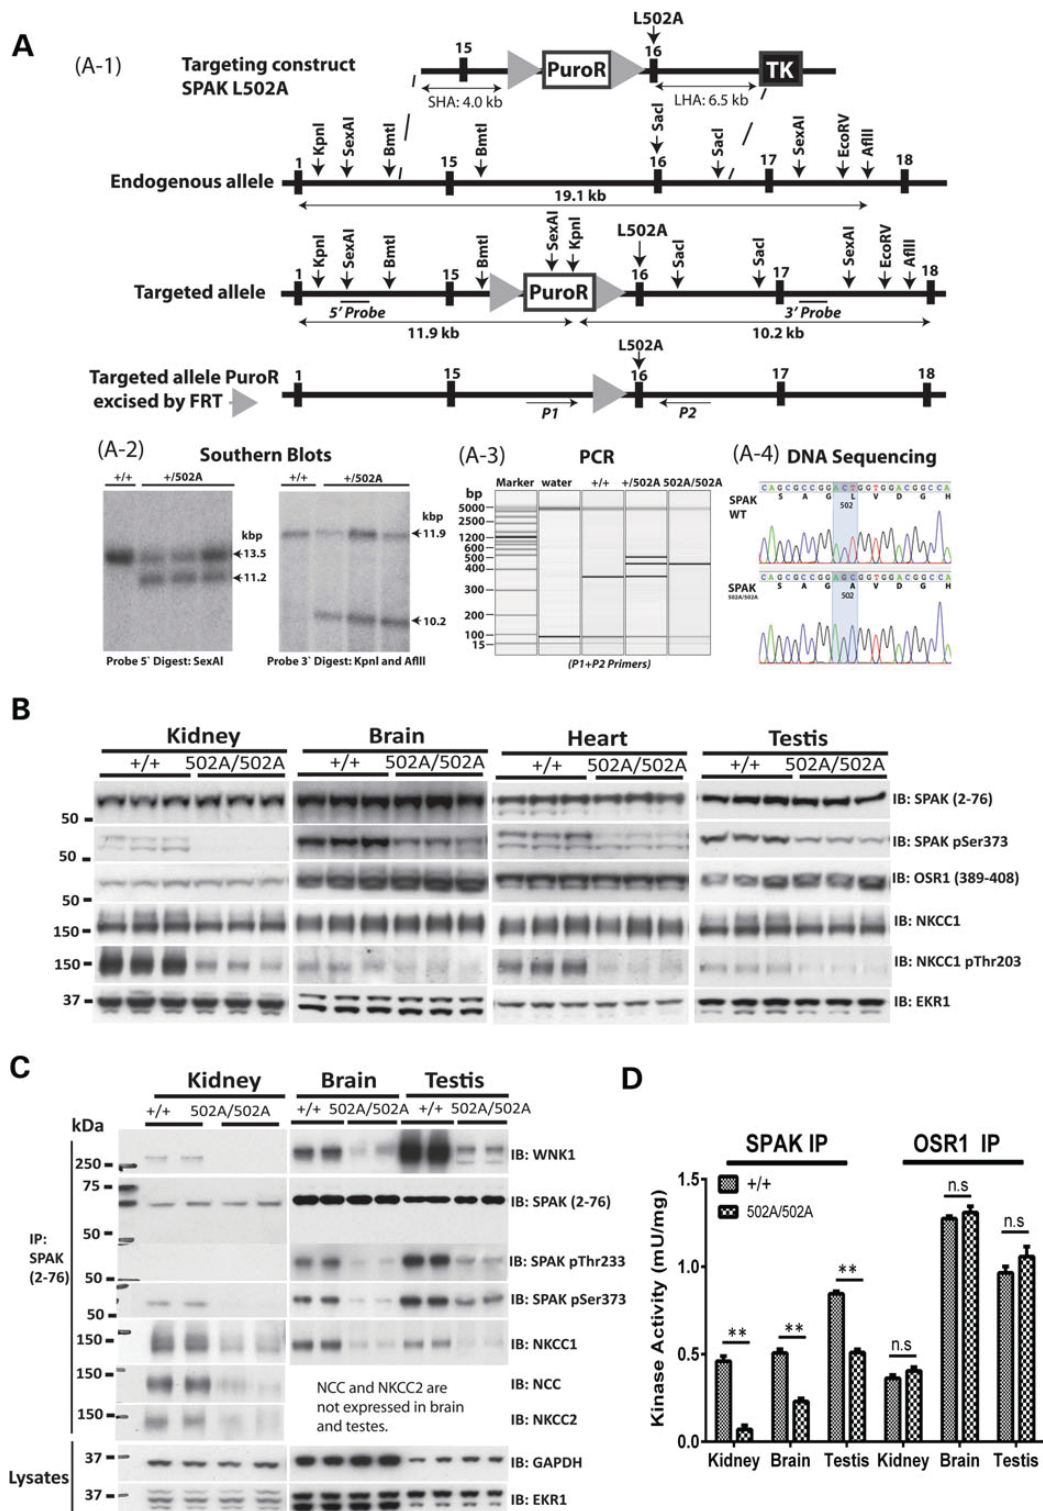 A
(A-1)
Targeting construct
SPAK L502A
15
PuroR
L502A
16
TK
SHA: 4.0 kb
LHA: 6.5 kb
Endogenous allele
1
KpnI
SexAI
BmtI
15
BmtI
SacI
16
SacI
17
SexAI
EcoRV
AflII
18
19.1 kb
Targeted allele
1
KpnI
SexAI
BmtI
15
BmtI
SexAI
KpnI
PuroR
L502A
16
SacI
SacI
17
SexAI
EcoRV
AflII
18
5' Probe
3' Probe
11.9 kb
10.2 kb
Targeted allele PuroR
excised by FRT
1
15
L502A
16
17
18
P1
P2
(A-2)
Southern Blots
+/+
+/502A
kbp
13.5
11.2
Probe 5` Digest: SexAI
+/+
+/502A
kbp
11.9
10.2
Probe 3` Digest: KpnI and AflII
(A-3)
PCR
bp
Marker water +/+ +/502A 502A/502A
5000
2500
1200
600
500
400
300
200
100
15
(P1+P2 Primers)
(A-4) DNA Sequencing
SPAK
WT
C A G C G C C G G A C T G G T G G A C G G C C A
S A G L V D G H
502
SPAK
502A/502A
C A G C G C C G G A G C G G T G G A C G G C C A
S A G A V D G H
502
B
Kidney Brain Heart Testis
+/+ 502A/502A +/+ 502A/502A +/+ 502A/502A +/+ 502A/502A
50
IB: SPAK (2-76)
50
IB: SPAK pSer373
50
IB: OSR1 (389-408)
150
IB: NKCC1
150
IB: NKCC1 pThr203
37
IB: EKR1
C
Kidney Brain Testis
+/+ 502A/502A +/+ 502A/502A +/+ 502A/502A
kDa
250
IB: WNK1
75
IB: SPAK (2-76)
50
IP:
SPAK
(2-76)
IB: SPAK pThr233
50
IB: SPAK pSer373
50
150
IB: NKCC1
150
IB: NCC
NCC and NKCC2 are
not expressed in brain
and testes.
150
IB: NKCC2
Lysates
37
IB: GAPDH
37
IB: EKR1
D
SPAK IP OSR1 IP
+/+
502A/502A
Kinase Activity (mU/mg)
1.5
1.0
0.5
0.0
**
**
**
n.s
n.s
n.s
Kidney Brain Testis Kidney Brain Testis